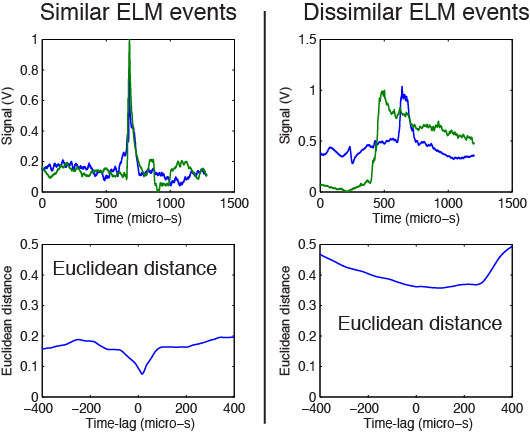 Similar ELM events
Dissimilar ELM events
Signal (V)
1
0.8
0.6
0.4
0.2
0
0 500 1000 1500
Time (micro–s)
Signal (V)
1.5
1
0.5
0
0 500 1000 1500
Time (micro–s)
Euclidean distance
0.5
0.4
0.3
0.2
0.1
0
Euclidean distance
−400 −200 0 200 400
Time-lag (micro–s)
Euclidean distance
0.5
0.4
0.3
0.2
0.1
0
Euclidean distance
−400 −200 0 200 400
Time-lag (micro–s)